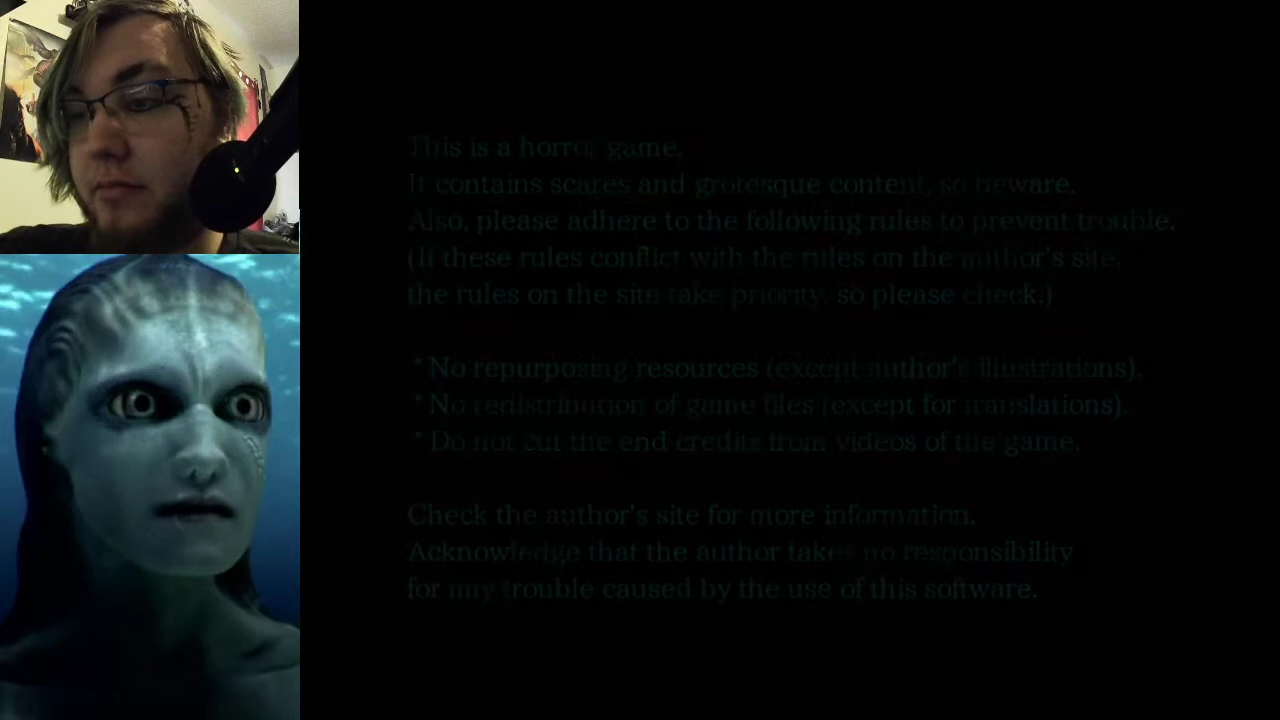 This is a horror game.
It contains scares and grotesque content, so beware.
Also, please adhere to the following rules to prevent trouble.
(If these rules conflict with the rules on the author's site,
the rules on the site take priority, so please check.)
* No repurposing resources (except author's illustrations).
* No redistribution of game files (except for translations).
* Do not cut the end credits from videos of the game.
Check the author's site for more information.
Acknowledge that the author takes no responsibility
for any trouble caused by the use of this software.